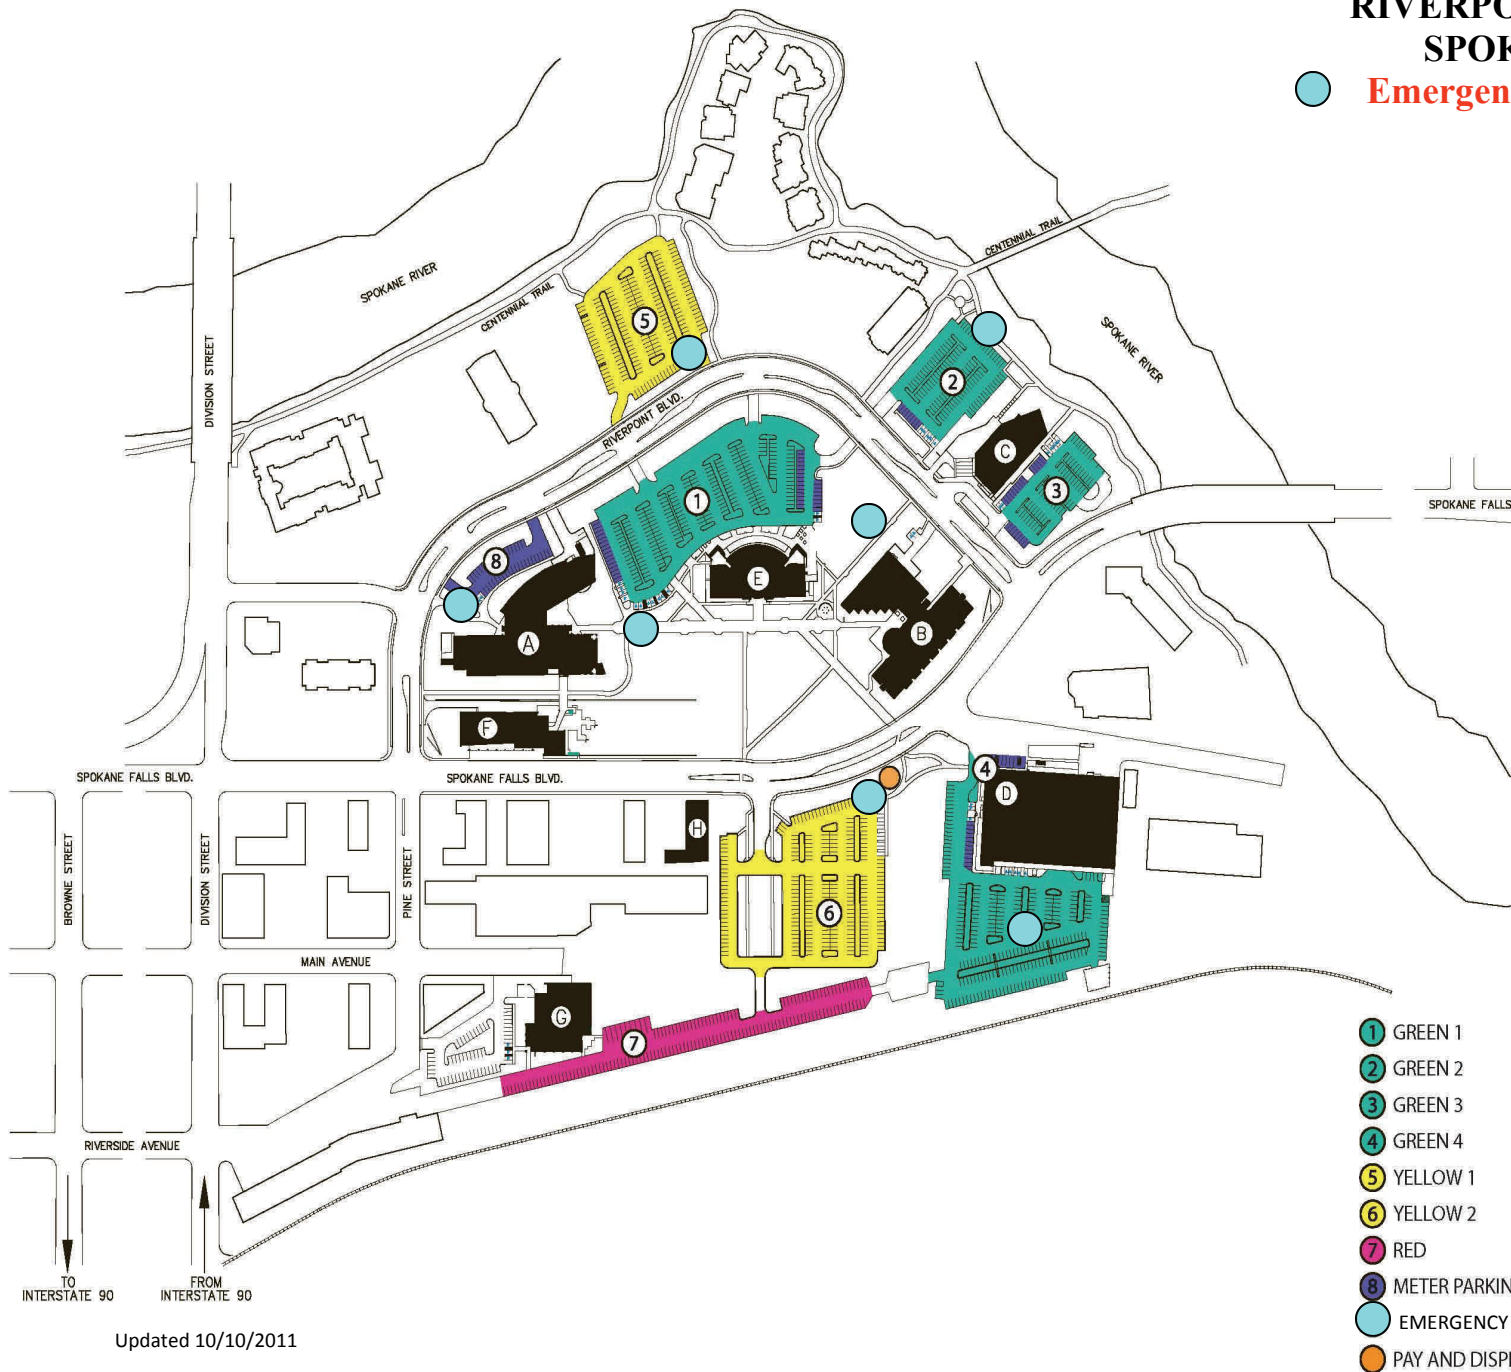 RIVERPO
SPOK
Emergen
CENTENNIAL TRAIL
SPOKANE RIVER
CENTENNIAL TRAIL
5
SPOKANE RIVER
DIVISION STREET
2
RIVERPOINT BLVD.
C
1
3
SPOKANE FALLS
8
E
A
B
F
4
SPOKANE FALLS BLVD.
SPOKANE FALLS BLVD.
D
H
BROWNE STREET
DIVISION STREET
PINE STREET
6
MAIN AVENUE
G
7
1 GREEN 1
2 GREEN 2
3 GREEN 3
4 GREEN 4
5 YELLOW 1
6 YELLOW 2
7 RED
8 METER PARKIN
EMERGENCY
PAY AND DISP
RIVERSIDE AVENUE
TO
INTERSTATE 90
FROM
INTERSTATE 90
Updated 10/10/2011